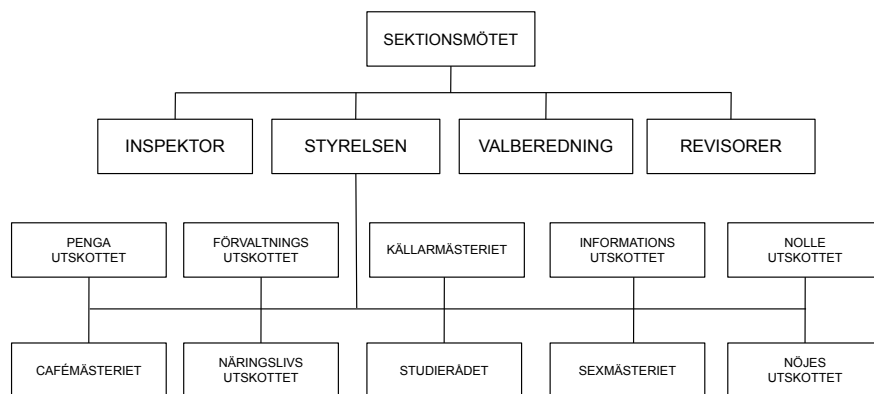 SEKTIONSMÖTET
INSPEKTOR
STYRELSEN
VALBEREDNING
REVISORER
PENGA
UTSKOTTET
FÖRVALTNINGS
UTSKOTTET
KÄLLARMÄSTERIET
INFORMATIONS
UTSKOTTET
NOLLE
UTSKOTTET
CAFÉMÄSTERIET
NÄRINGSLIVS
UTSKOTTET
STUDIERÅDET
SEXMÄSTERIET
NÖJES
UTSKOTTET